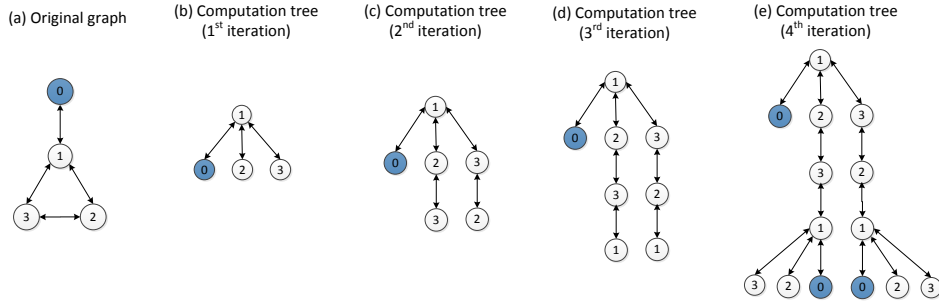 (a) Original graph
0
1
3 2
(b) Computation tree
(1st iteration)
1
0 2 3
(c) Computation tree
(2nd iteration)
1
0 2 3
3 2
(d) Computation tree
(3rd iteration)
1
0 2 3
3 2
1 1
(e) Computation tree
(4th iteration)
1
0 2 3
3 2
1 1
3 2 0 0 2 3